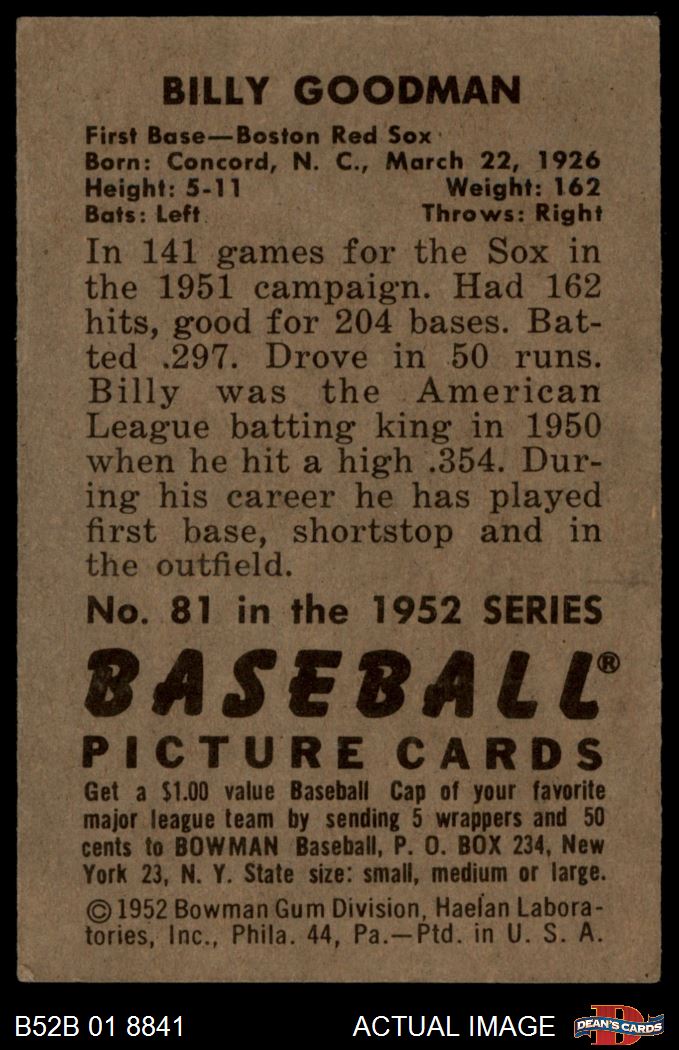 BILLY GOODMAN
First Base—Boston Red Sox
Born: Concord, N. C., March 22, 1926
Height: 5-11 Weight: 162
Bats: Left Throws: Right
In 141 games for the Sox in
the 1951 campaign. Had 162
hits, good for 204 bases. Bat-
ted .297. Drove in 50 runs.
Billy was the American
League batting king in 1950
when he hit a high .354. Dur-
ing his career he has played
first base, shortstop and in
the outfield.
No. 81 in the 1952 SERIES
BASEBALL®
PICTURE CARDS
Get a $1.00 value Baseball Cap of your favorite
major league team by sending 5 wrappers and 50
cents to BOWMAN Baseball, P. O. BOX 234, New
York 23, N. Y. State size: small, medium or large.
© 1952 Bowman Gum Division, Haelan Labora-
tories, Inc., Phila. 44, Pa.—Ptd. in U. S. A.
B52B 01 8841 ACTUAL IMAGE D DEAN'S CARDS